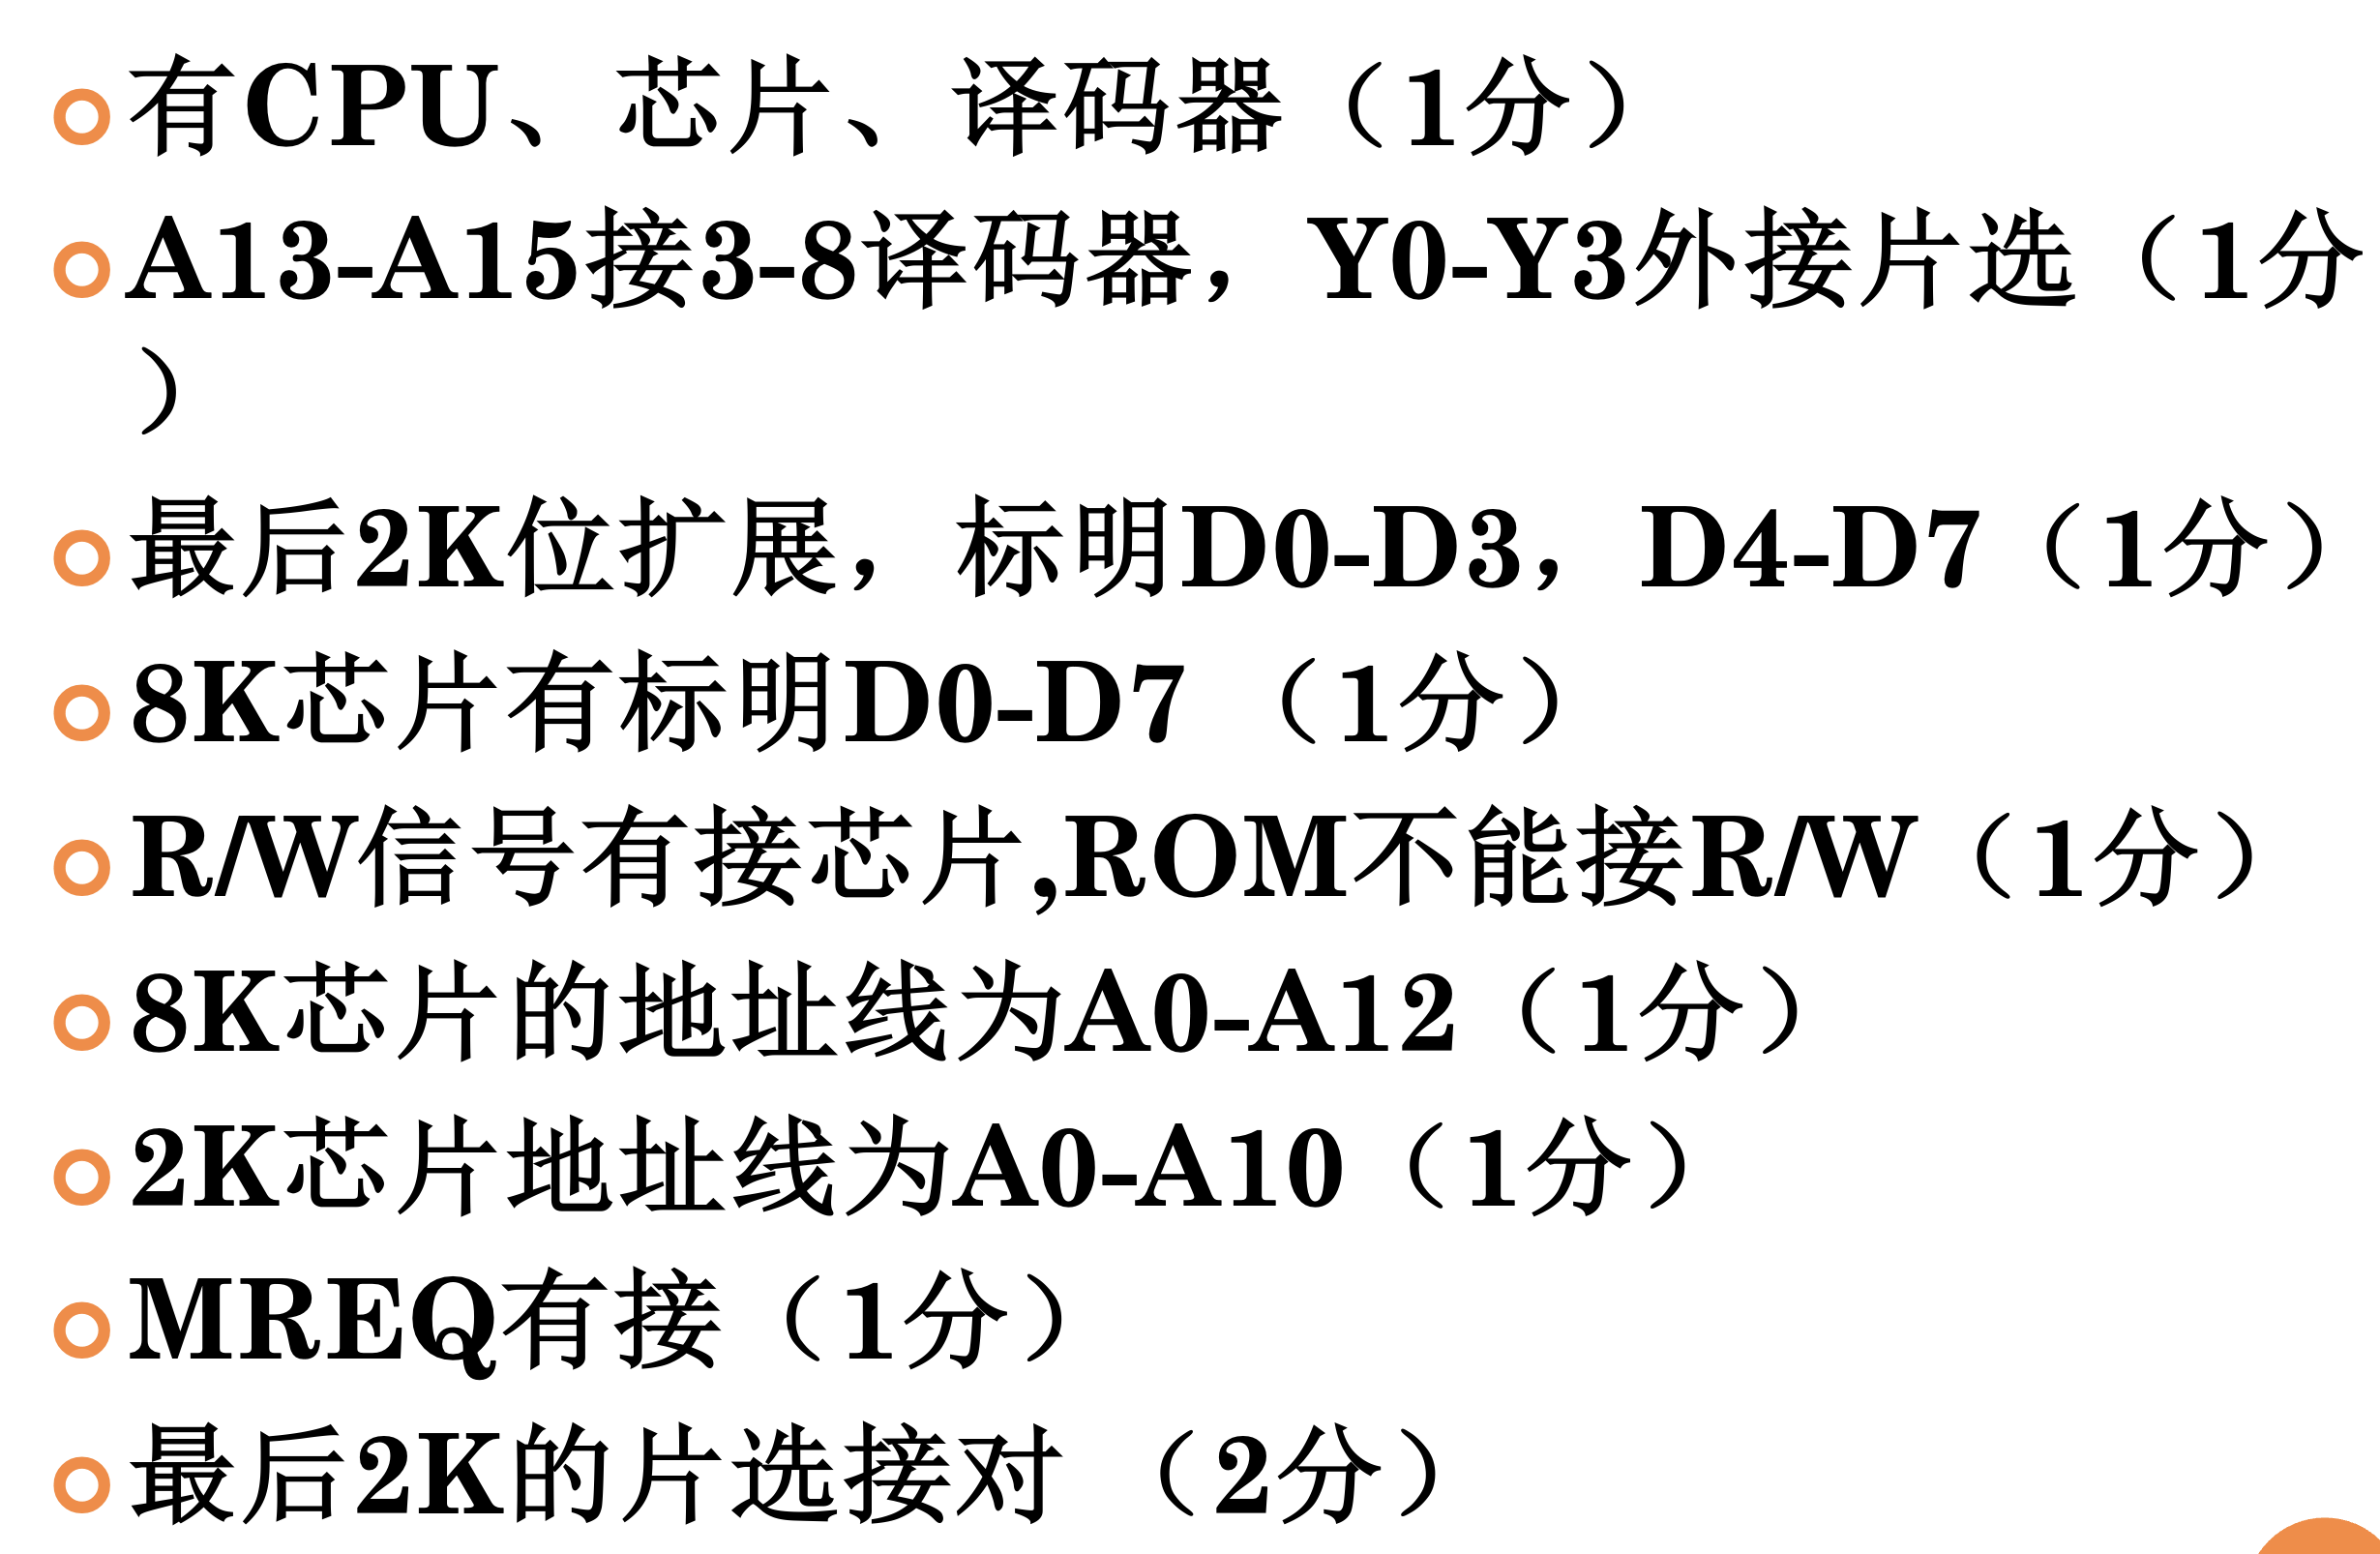 有CPU、芯片、译码器（1分）
A13-A15接3-8译码器，Y0-Y3外接片选（1分
）
最后2K位扩展，标明D0-D3，D4-D7（1分）
8K芯片有标明D0-D7 （1分）
R/W信号有接芯片,ROM不能接R/W（1分）
8K芯片的地址线为A0-A12（1分）
2K芯片地址线为A0-A10（1分）
MREQ有接（1分）
最后2K的片选接对 （2分）